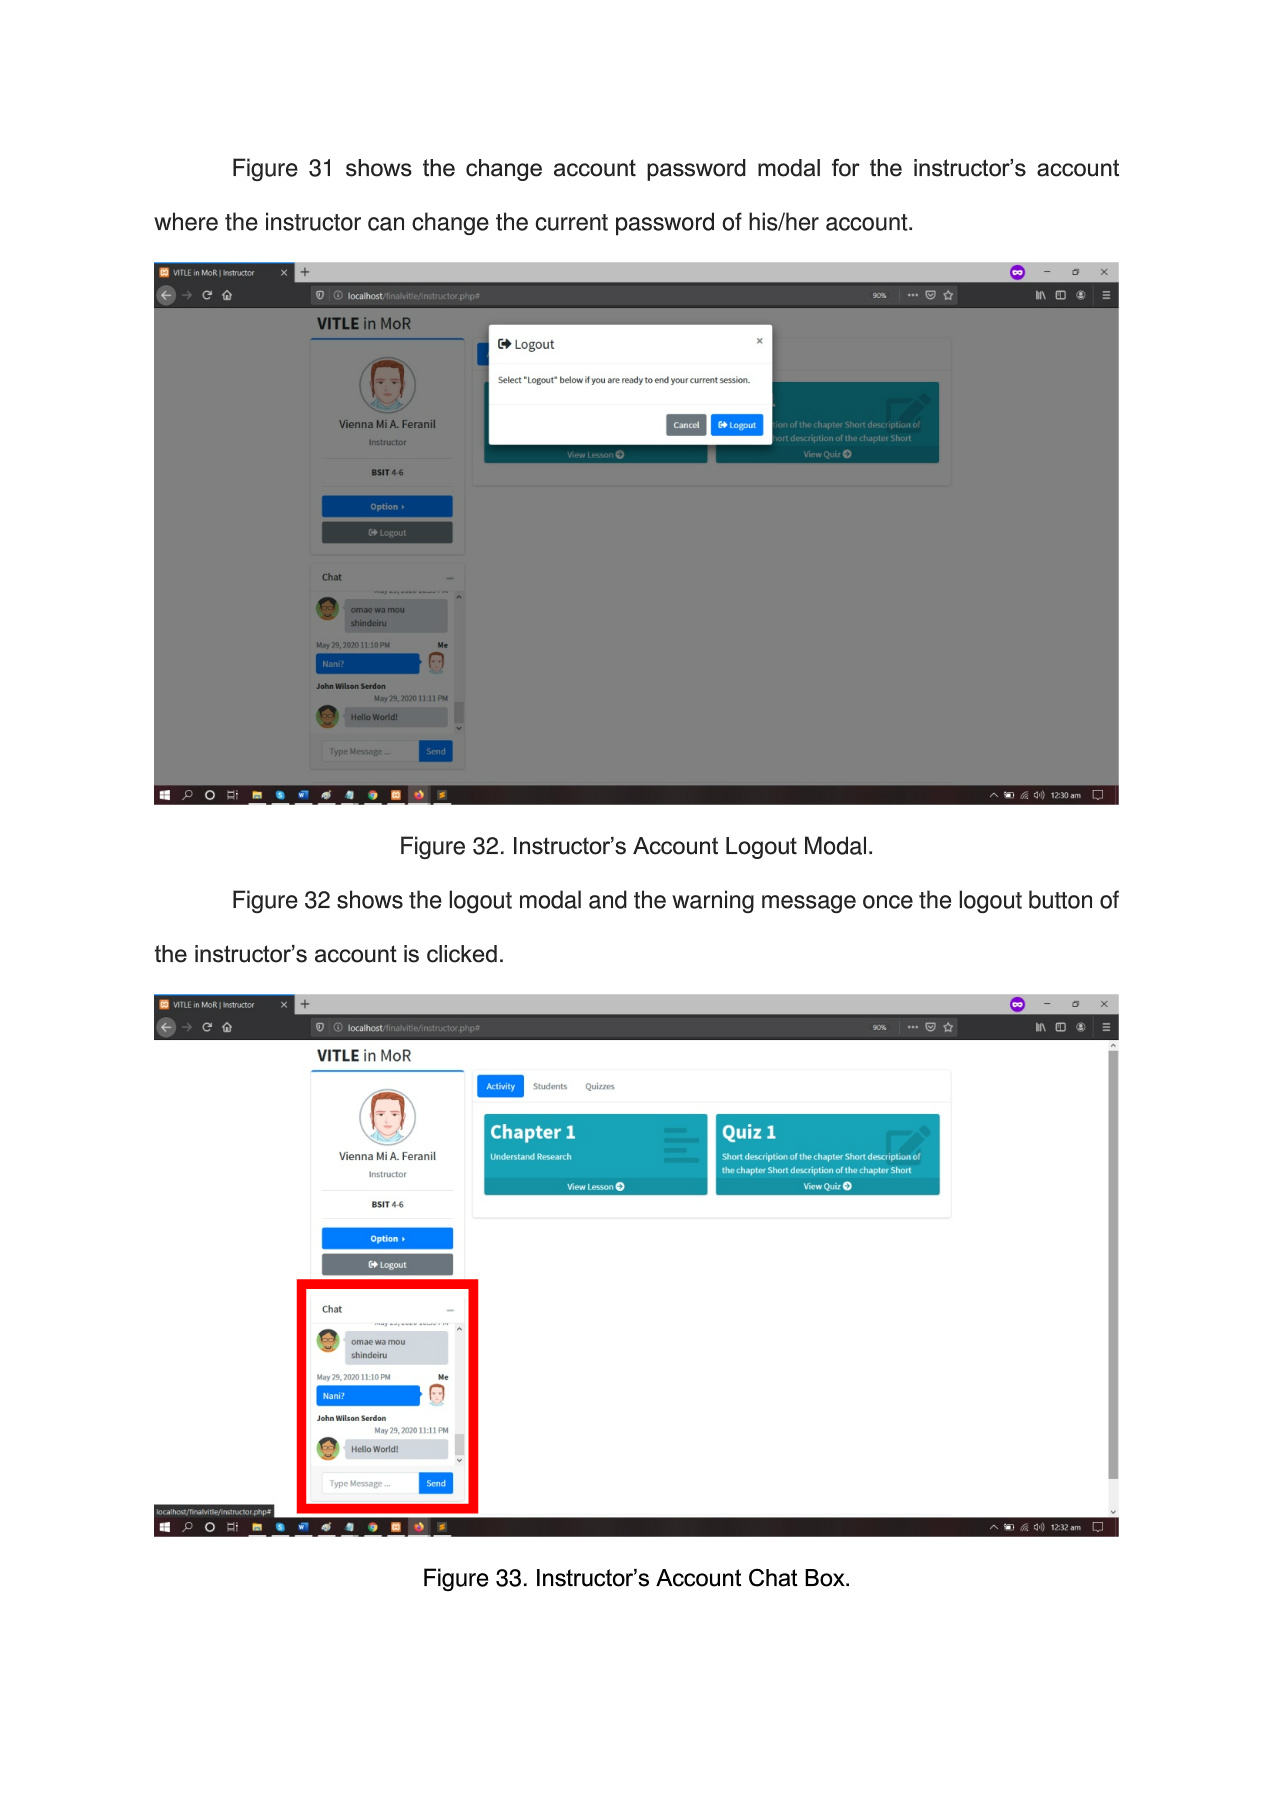 Figure 31 shows the change account password modal for the instructor’s account
where the instructor can change the current password of his/her account.
VITLE in MoR | Instructor
localhost/finalvitle/instructor.php#
90%
VITLE in MoR
Logout
Select "Logout" below if you are ready to end your current session.
Cancel
Logout
Vienna Mi A. Feranil
Instructor
BSIT 4-6
Option
Logout
tion of the chapter Short description of
hort description of the chapter Short
View Lesson
View Quiz
Chat
omae wa mou
shindeiru
May 29, 2020 11:10 PM
Me
Nani?
John Wilson Serdon
May 29, 2020 11:11 PM
Hello World!
Type Message ...
Send
12:30 am
Figure 32. Instructor’s Account Logout Modal.
Figure 32 shows the logout modal and the warning message once the logout button of
the instructor’s account is clicked.
VITLE in MoR | Instructor
localhost/finalvitle/instructor.php#
90%
VITLE in MoR
Activity
Students
Quizzes
Vienna Mi A. Feranil
Instructor
BSIT 4-6
Option
Logout
Chapter 1
Understand Research
View Lesson
Quiz 1
Short description of the chapter Short description of
the chapter Short description of the chapter Short
View Quiz
Chat
omae wa mou
shindeiru
May 29, 2020 11:10 PM
Me
Nani?
John Wilson Serdon
May 29, 2020 11:11 PM
Hello World!
Type Message ...
Send
localhost/finalvitle/instructor.php#
12:32 am
Figure 33. Instructor’s Account Chat Box.